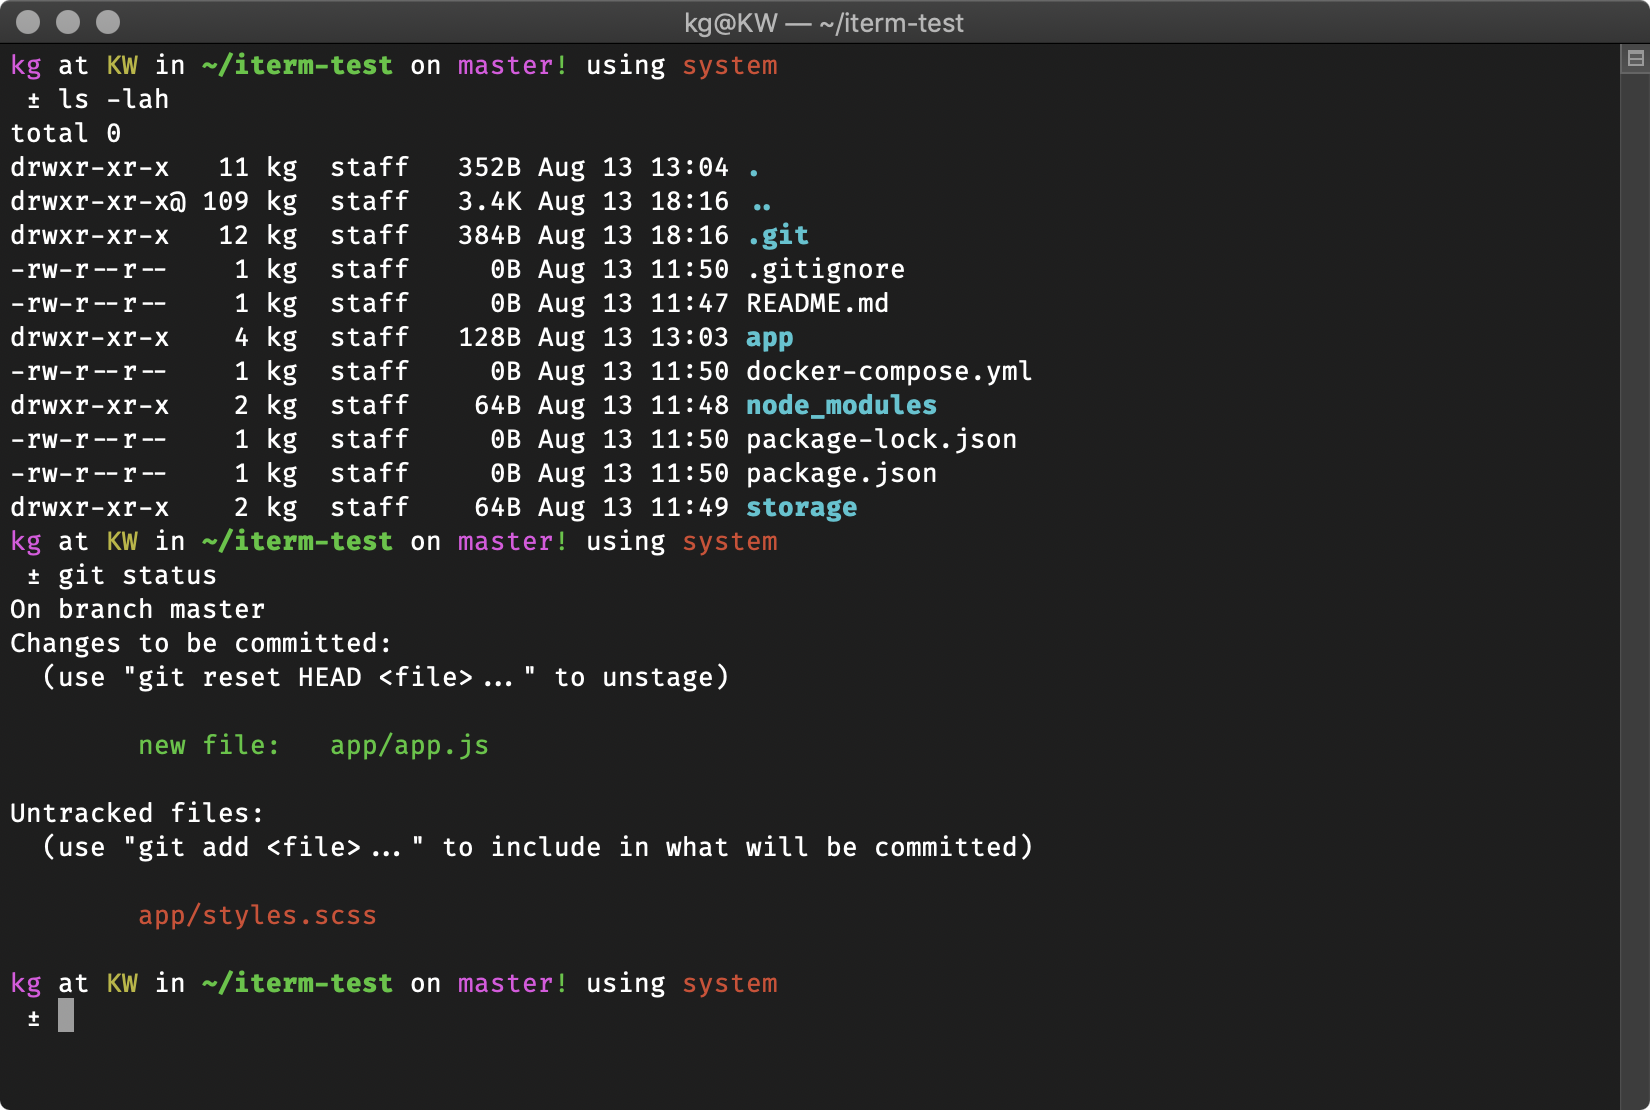 kg@KW — ~/iterm-test
kg at KW in ~/iterm-test on master! using system
 ± ls -lah
total 0
drwxr-xr-x   11 kg  staff   352B Aug 13 13:04 .
drwxr-xr-x@ 109 kg  staff   3.4K Aug 13 18:16 ..
drwxr-xr-x   12 kg  staff   384B Aug 13 18:16 .git
-rw-r--r--    1 kg  staff     0B Aug 13 11:50 .gitignore
-rw-r--r--    1 kg  staff     0B Aug 13 11:47 README.md
drwxr-xr-x    4 kg  staff   128B Aug 13 13:03 app
-rw-r--r--    1 kg  staff     0B Aug 13 11:50 docker-compose.yml
drwxr-xr-x    2 kg  staff    64B Aug 13 11:48 node_modules
-rw-r--r--    1 kg  staff     0B Aug 13 11:50 package-lock.json
-rw-r--r--    1 kg  staff     0B Aug 13 11:50 package.json
drwxr-xr-x    2 kg  staff    64B Aug 13 11:49 storage
kg at KW in ~/iterm-test on master! using system
 ± git status
On branch master
Changes to be committed:
  (use "git reset HEAD <file>..." to unstage)

        new file:   app/app.js

Untracked files:
  (use "git add <file>..." to include in what will be committed)

        app/styles.scss

kg at KW in ~/iterm-test on master! using system
 ±